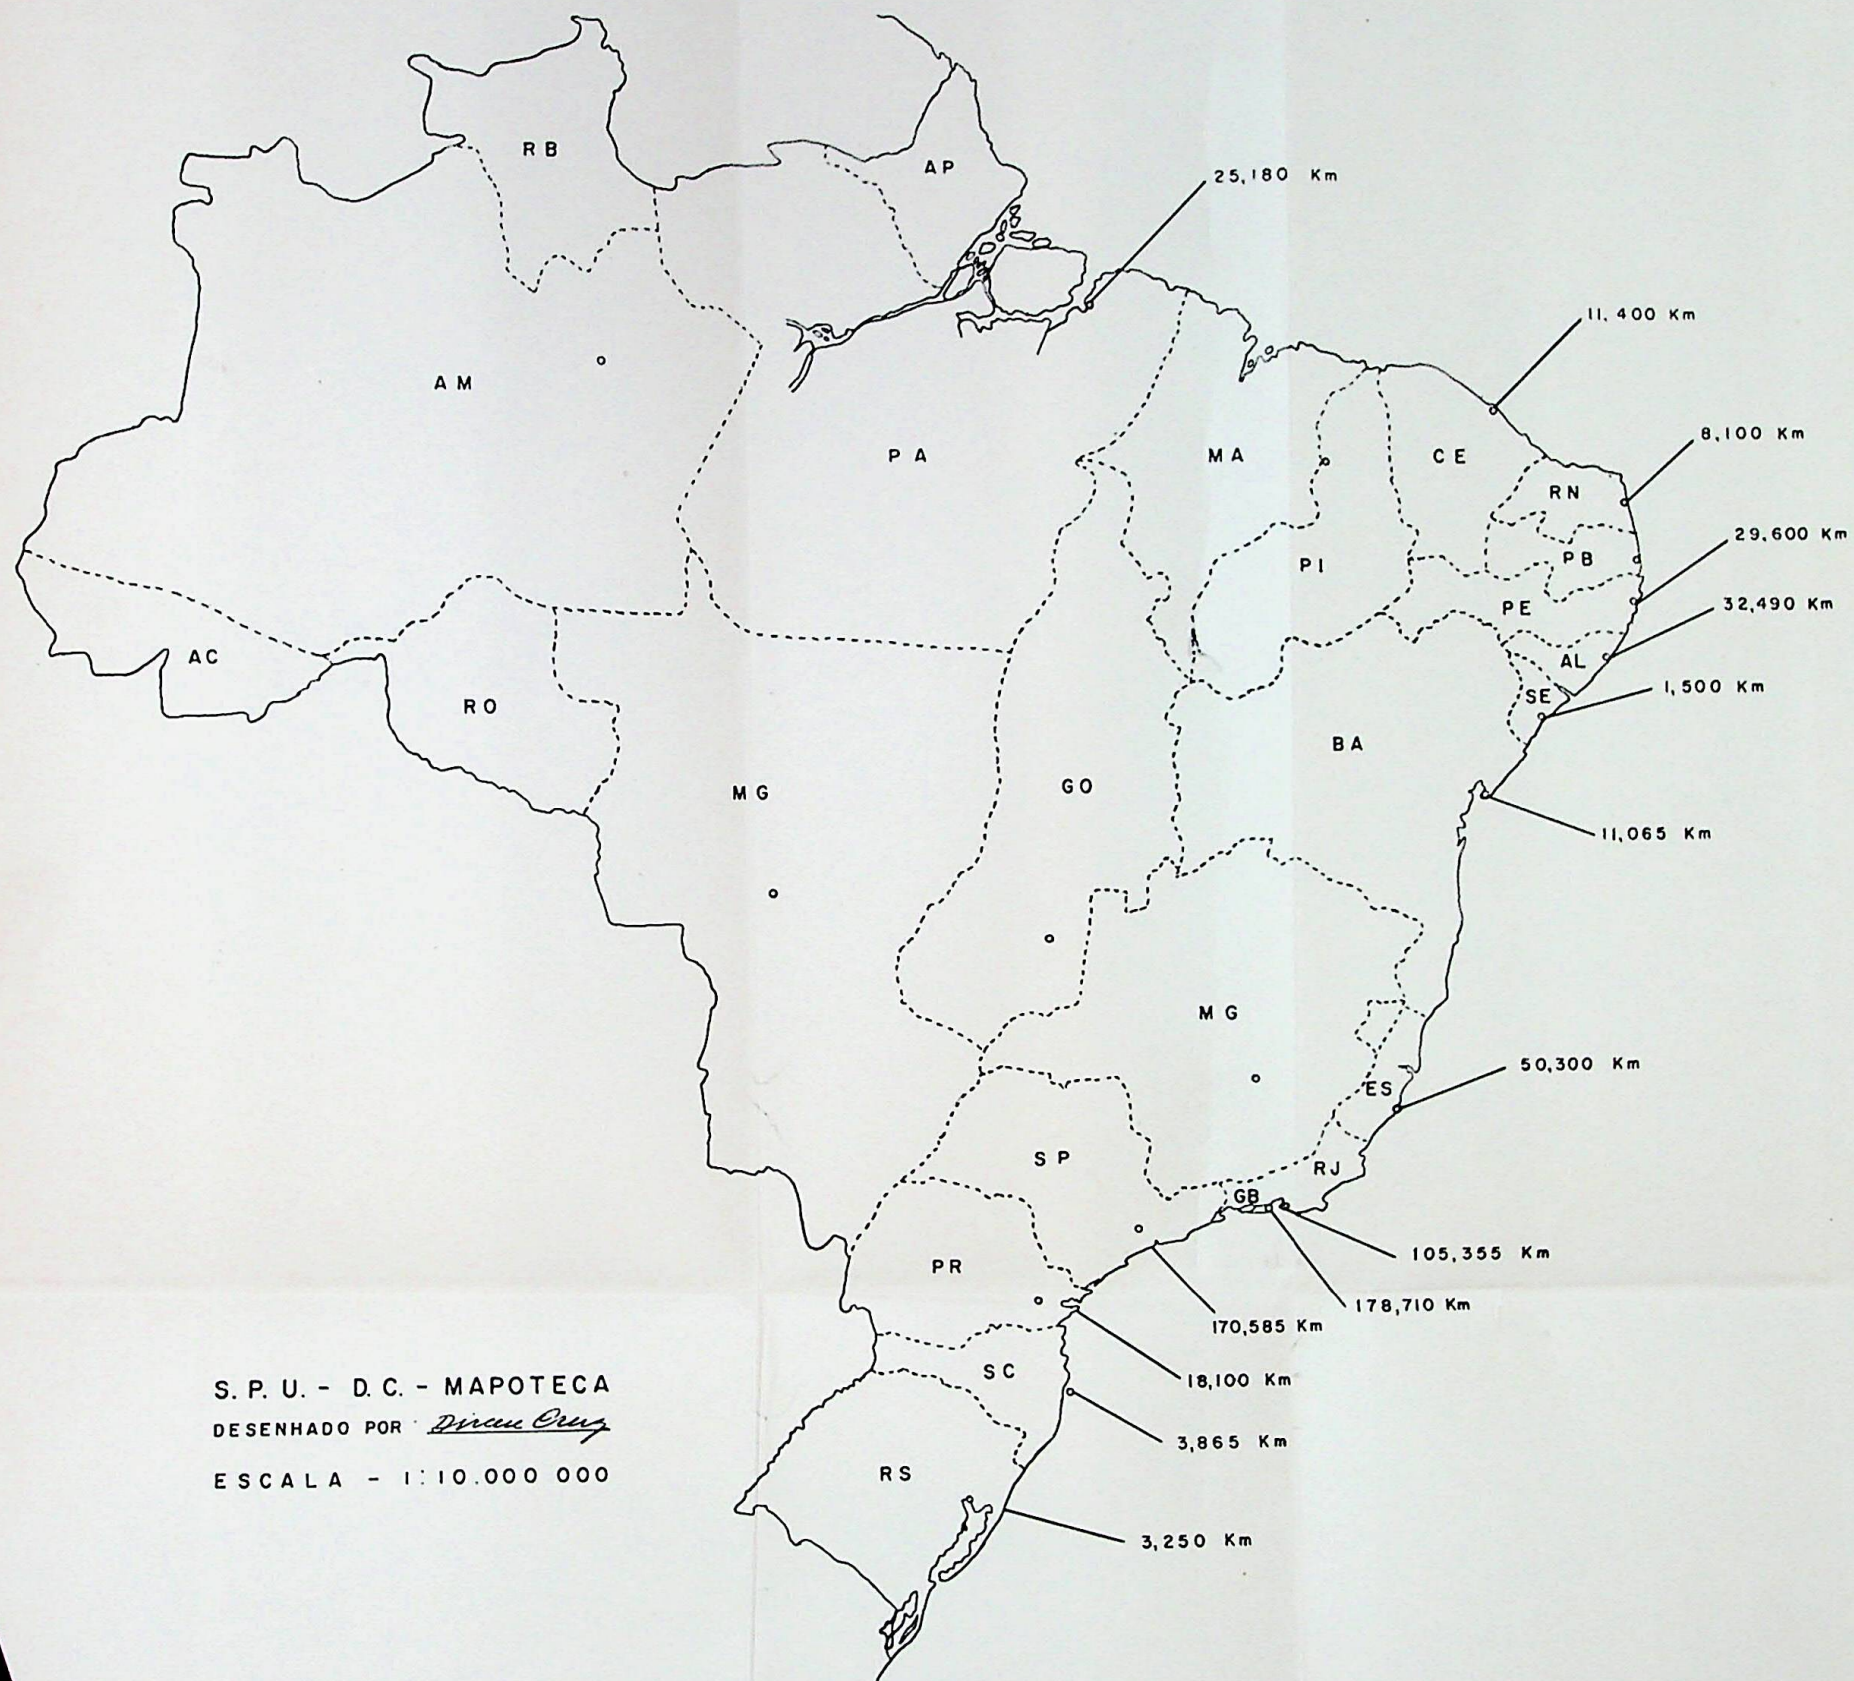 RB
AP
25,180 Km
11.400 Km
AM
8,100 Km
PA
MA
CE
RN
29,600 Km
PB
PI
PE
32,490 Km
AC
AL
1,500 Km
SE
RO
BA
MG
GO
11,065 Km
MG
50,300 Km
ES
SP
RJ
GB
105,355 Km
PR
178,710 Km
170,585 Km
SC
18,100 Km
S.P.U. - D.C. - MAPOTECA
DESENHADO POR Dirceu Cruz
3,865 Km
ESCALA - 1:10.000 000
RS
3,250 Km